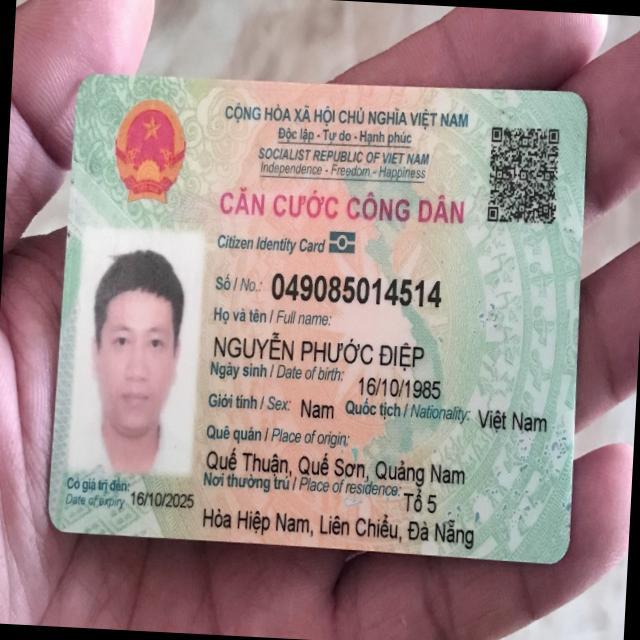 CỘNG HÒA XÃ HỘI CHỦ NGHĨA VIỆT NAM
Độc lập - Tự do - Hạnh phúc
SOCIALIST REPUBLIC OF VIET NAM
Independence - Freedom - Happiness
CĂN CƯỚC CÔNG DÂN
Citizen Identity Card
Số / No.: 049085014514
Họ và tên / Full name:
NGUYỄN PHƯỚC ĐIỆP
Ngày sinh / Date of birth: 16/10/1985
Giới tính / Sex: Nam Quốc tịch / Nationality: Việt Nam
Quê quán / Place of origin:
Quế Thuận, Quế Sơn, Quảng Nam
Nơi thường trú / Place of residence: Tổ 5
Hòa Hiệp Nam, Liên Chiểu, Đà Nẵng
Có giá trị đến: 16/10/2025
Date of expiry